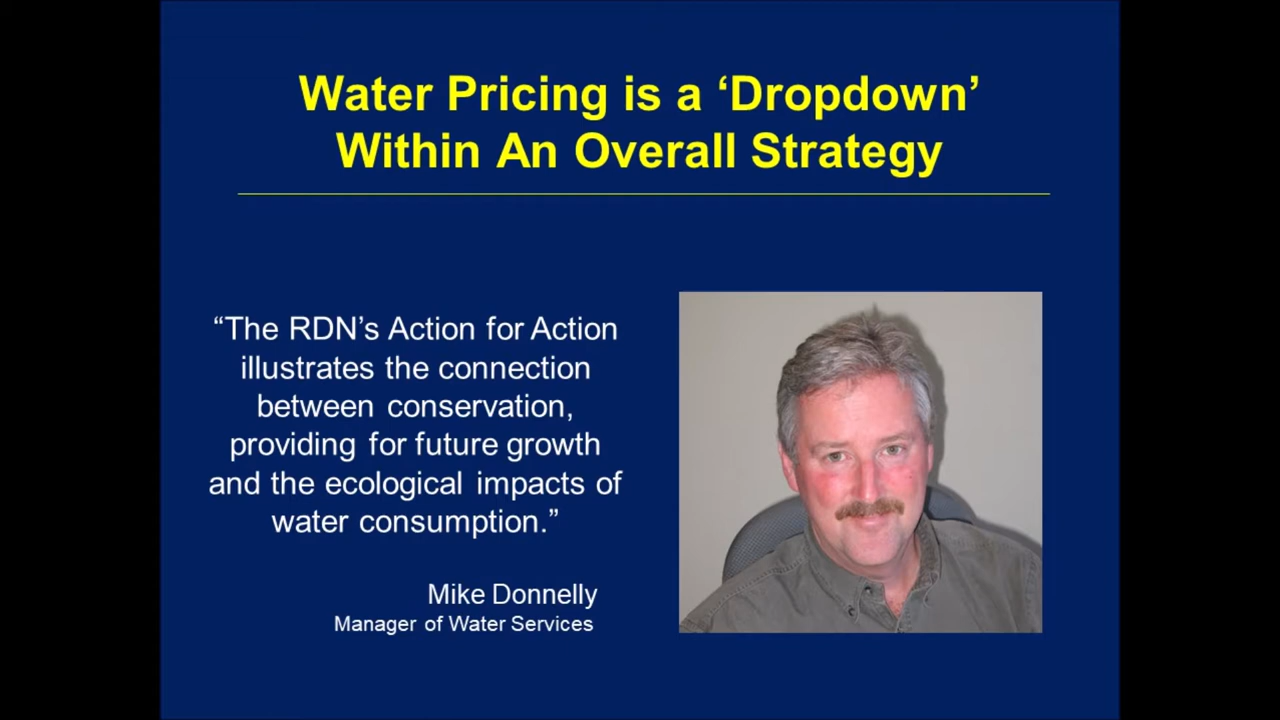 Water Pricing is a ‘Dropdown’
Within An Overall Strategy
“The RDN’s Action for Action
illustrates the connection
between conservation,
providing for future growth
and the ecological impacts of
water consumption.”
Mike Donnelly
Manager of Water Services